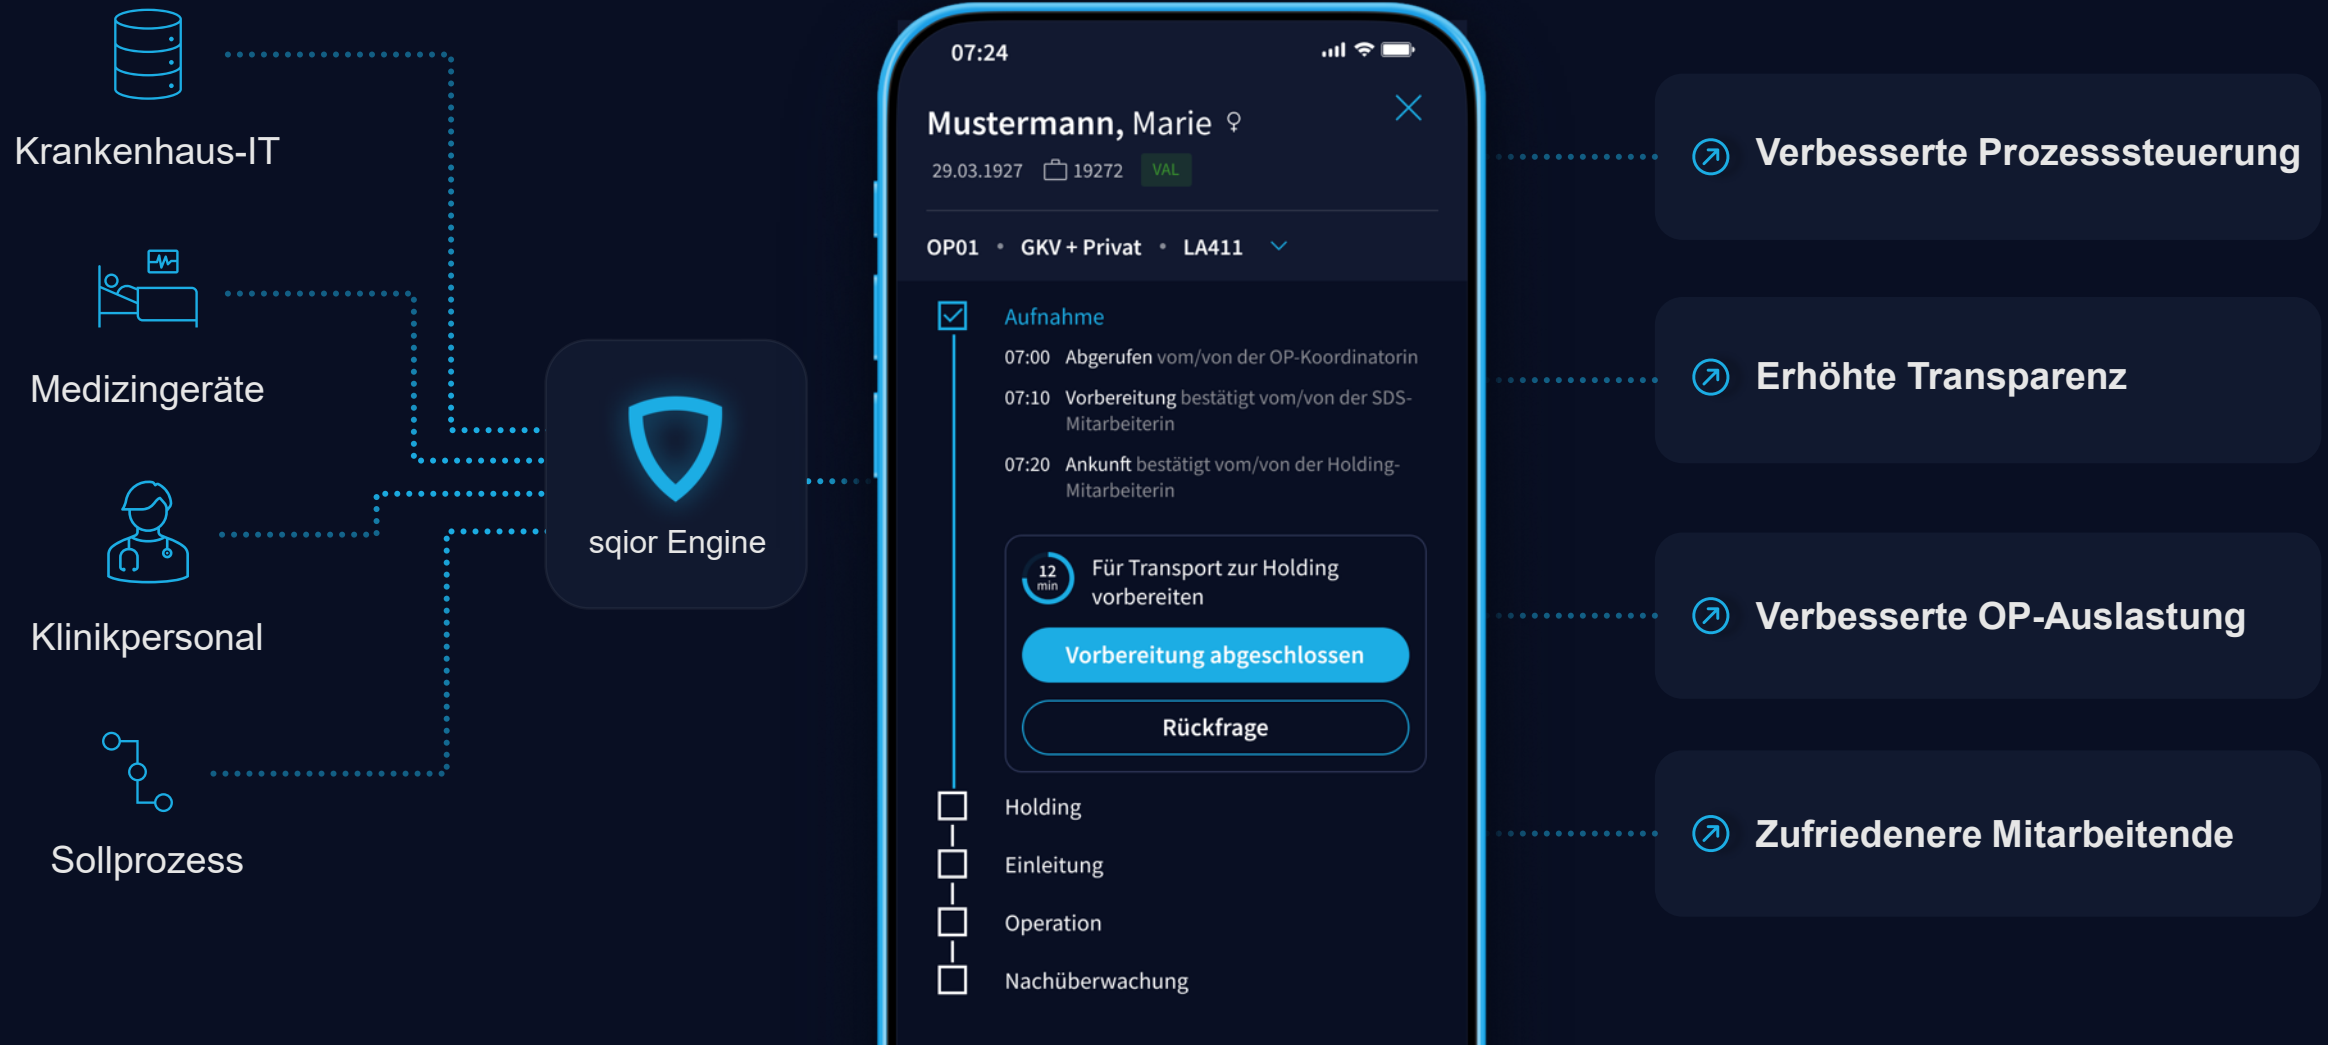 Krankenhaus-IT
Medizingeräte
Klinikpersonal
Sollprozess
sqior Engine
07:24
Mustermann, Marie ♀
29.03.1927 19272 VAL
OP01 • GKV + Privat • LA411
Aufnahme
07:00 Abgerufen vom/von der OP-Koordinatorin
07:10 Vorbereitung bestätigt vom/von der SDS-
Mitarbeiterin
07:20 Ankunft bestätigt vom/von der Holding-
Mitarbeiterin
12
min
Für Transport zur Holding
vorbereiten
Vorbereitung abgeschlossen
Rückfrage
Holding
Einleitung
Operation
Nachüberwachung
Verbesserte Prozesssteuerung
Erhöhte Transparenz
Verbesserte OP-Auslastung
Zufriedenere Mitarbeitende